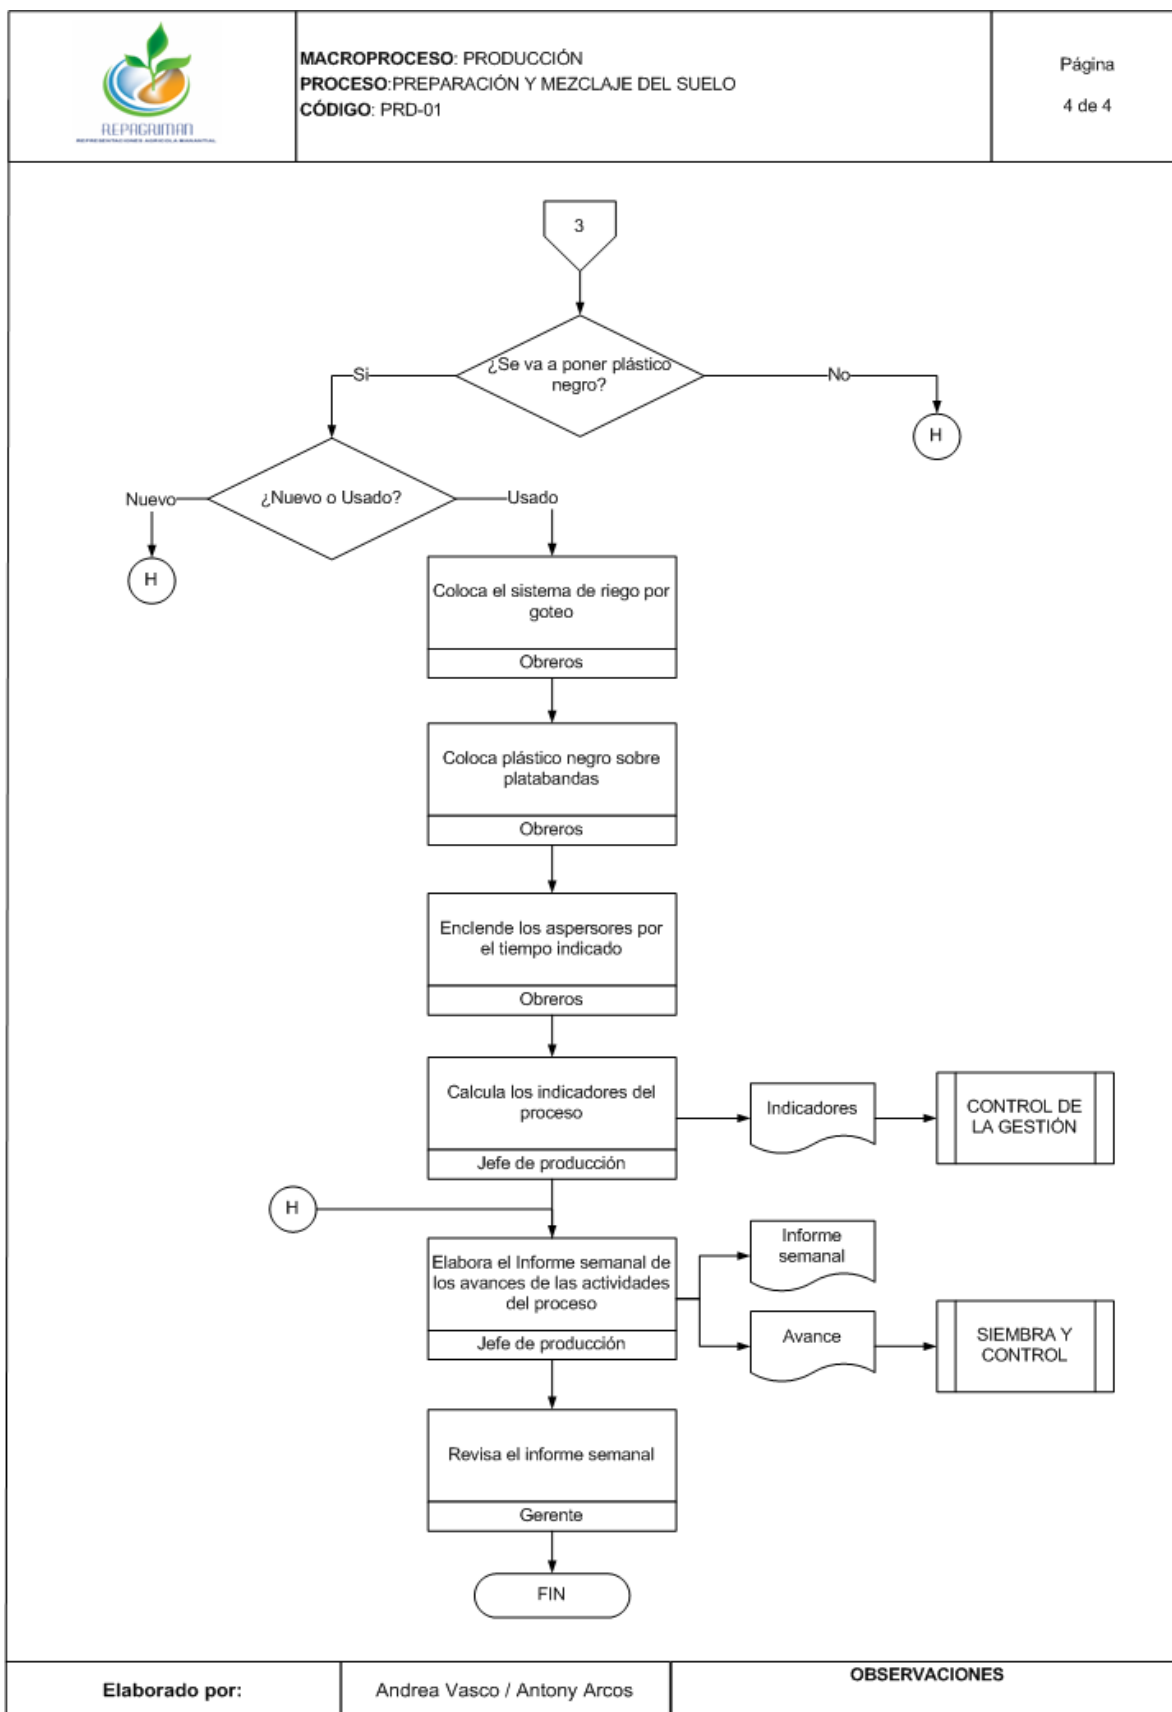 REPAGRIMAN
REPRESENTACIONES AGRICOLA MANANTIAL
MACROPROCESO: PRODUCCIÓN
PROCESO:PREPARACIÓN Y MEZCLAJE DEL SUELO
CÓDIGO: PRD-01
Página
4 de 4
3
¿Se va a poner plástico
negro?
Si
No
H
¿Nuevo o Usado?
Nuevo
Usado
H
Coloca el sistema de riego por
goteo
Obreros
Coloca plástico negro sobre
platabandas
Obreros
Enciende los aspersores por
el tiempo indicado
Obreros
Calcula los indicadores del
proceso
Jefe de producción
Indicadores
CONTROL DE
LA GESTIÓN
H
Elabora el Informe semanal de
los avances de las actividades
del proceso
Jefe de producción
Informe
semanal
Avance
SIEMBRA Y
CONTROL
Revisa el informe semanal
Gerente
FIN
Elaborado por:
Andrea Vasco / Antony Arcos
OBSERVACIONES